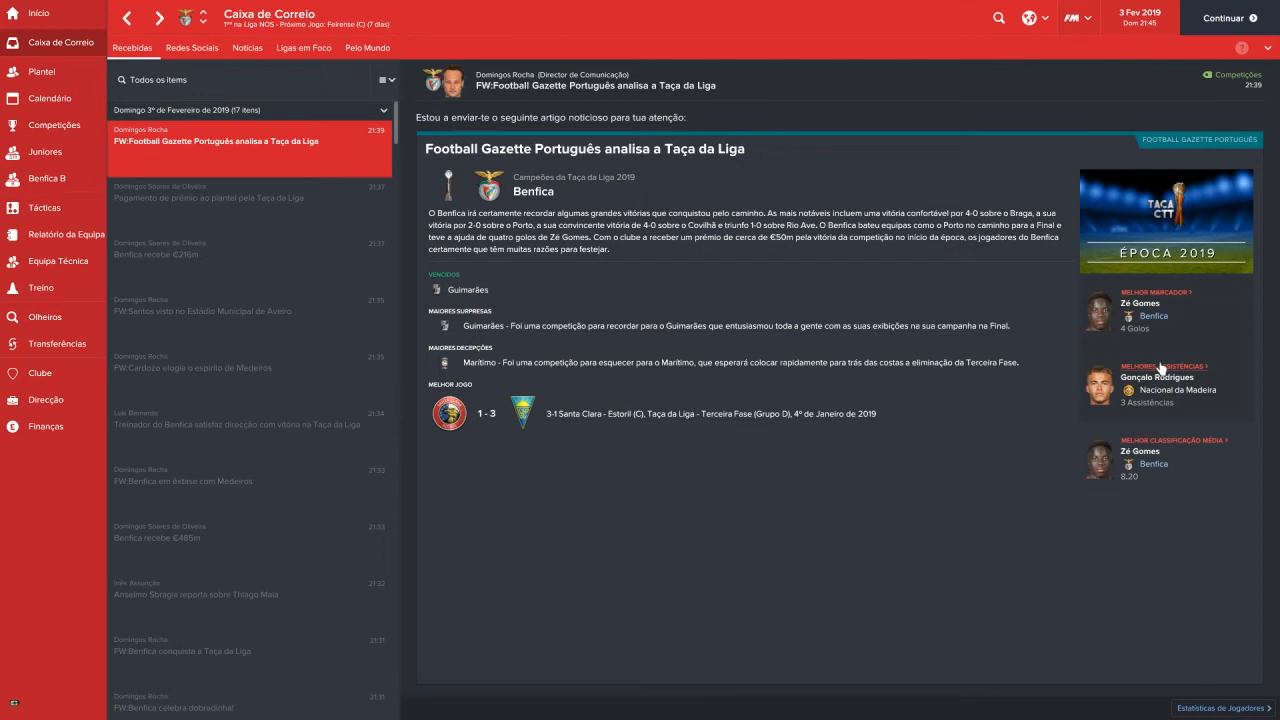 Início
Caixa de Correio
Plantel
Calendário
Competições
Juniores
Benfica B
Tácticas
Relatório da Equipa
Equipa Técnica
Treino
Olheiros
Transferências
Clube
Direcção
Finanças
Caixa de Correio
1º na Liga NOS - Próximo Jogo: Feirense (C) (7 dias)
FM
3 Fev 2019
Dom 21:45
Continuar
Recebidas
Redes Sociais
Notícias
Ligas em Foco
Pelo Mundo
?
Todos os items
Domingo 3º de Fevereiro de 2019 (17 itens)
Domingos Rocha 21:39
FW:Football Gazette Português analisa a Taça da Liga
Domingos Soares de Oliveira 21:37
Pagamento de prémio ao plantel pela Taça da Liga
Domingos Soares de Oliveira 21:37
Benfica recebe €216m
Domingos Rocha 21:35
FW:Santos visto no Estádio Municipal de Aveiro
Domingos Rocha 21:35
FW:Cardozo elogia o espírito de Medeiros
Luís Bernardo 21:34
Treinador do Benfica satisfaz direcção com vitória na Taça da Liga
Domingos Rocha 21:33
FW:Benfica em êxtase com Medeiros
Domingos Soares de Oliveira 21:33
Benfica recebe €485m
Inês Assunção 21:32
Anselmo Sbragia reporta sobre Thiago Maia
Domingos Rocha 21:31
FW:Benfica conquista a Taça da Liga
Domingos Rocha 21:31
FW:Benfica celebra dobradinha!
Domingos Rocha (Director de Comunicação)
FW:Football Gazette Português analisa a Taça da Liga
Competições
21:39
Estou a enviar-te o seguinte artigo noticioso para tua atenção:
FOOTBALL GAZETTE PORTUGUÊS
Football Gazette Português analisa a Taça da Liga
Campeões da Taça da Liga 2019
Benfica
O Benfica irá certamente recordar algumas grandes vitórias que conquistou pelo caminho. As mais notáveis incluem uma vitória confortável por 4-0 sobre o Braga, a sua
vitória por 2-0 sobre o Porto, a sua convincente vitória de 4-0 sobre o Covilhã e triunfo 1-0 sobre Rio Ave. O Benfica bateu equipas como o Porto no caminho para a Final e
teve a ajuda de quatro golos de Zé Gomes. Com o clube a receber um prémio de cerca de €50m pela vitória da competição no início da época, os jogadores do Benfica
certamente que têm muitas razões para festejar.
VENCIDOS
Guimarães
MAIORES SURPRESAS
Guimarães - Foi uma competição para recordar para o Guimarães que entusiasmou toda a gente com as suas exibições na sua campanha na Final.
MAIORES DECEPÇÕES
Marítimo - Foi uma competição para esquecer para o Marítimo, que esperará colocar rapidamente para trás das costas a eliminação da Terceira Fase.
MELHOR JOGO
1 - 3
3-1 Santa Clara - Estoril (C), Taça da Liga - Terceira Fase (Grupo D), 4º de Janeiro de 2019
TAÇA
CTT
ÉPOCA 2019
MELHOR MARCADOR
Zé Gomes
Benfica
4 Golos
MELHORES
Gonçalo Rodrigues
Nacional da Madeira
3 Assistências
MELHOR CLASSIFICAÇÃO MÉDIA
Zé Gomes
Benfica
8.20
Estatísticas de Jogadores